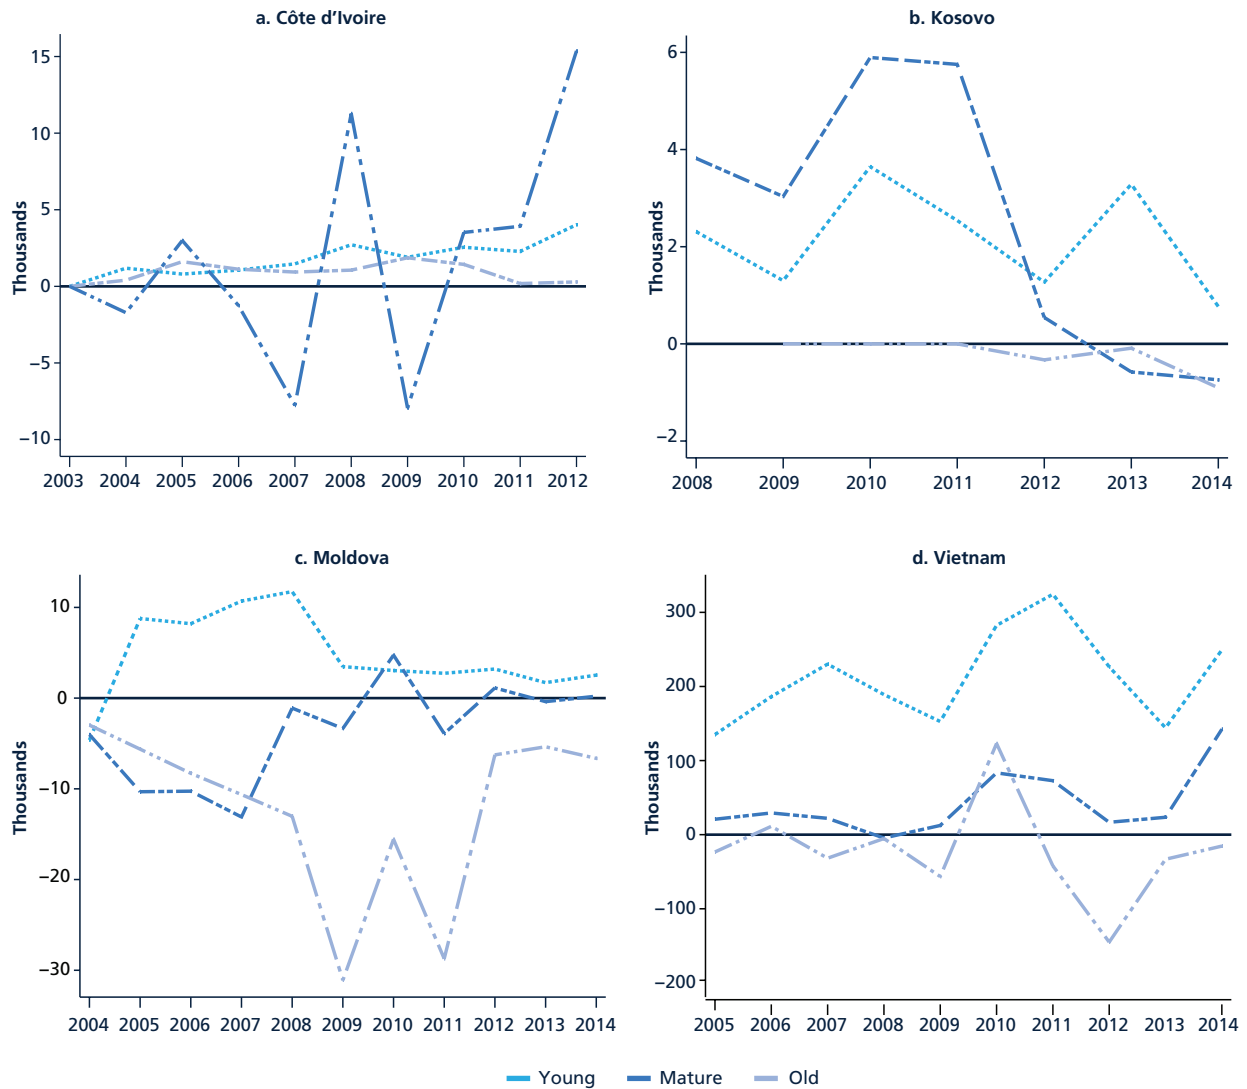 a. Côte d’Ivoire
Thousands
15
10
5
0
−5
−10
2003 2004 2005 2006 2007 2008 2009 2010 2011 2012
b. Kosovo
Thousands
6
4
2
0
−2
2008 2009 2010 2011 2012 2013 2014
c. Moldova
Thousands
10
0
−10
−20
−30
2004 2005 2006 2007 2008 2009 2010 2011 2012 2013 2014
d. Vietnam
Thousands
300
200
100
0
−100
−200
2005 2006 2007 2008 2009 2010 2011 2012 2013 2014
Young Mature Old